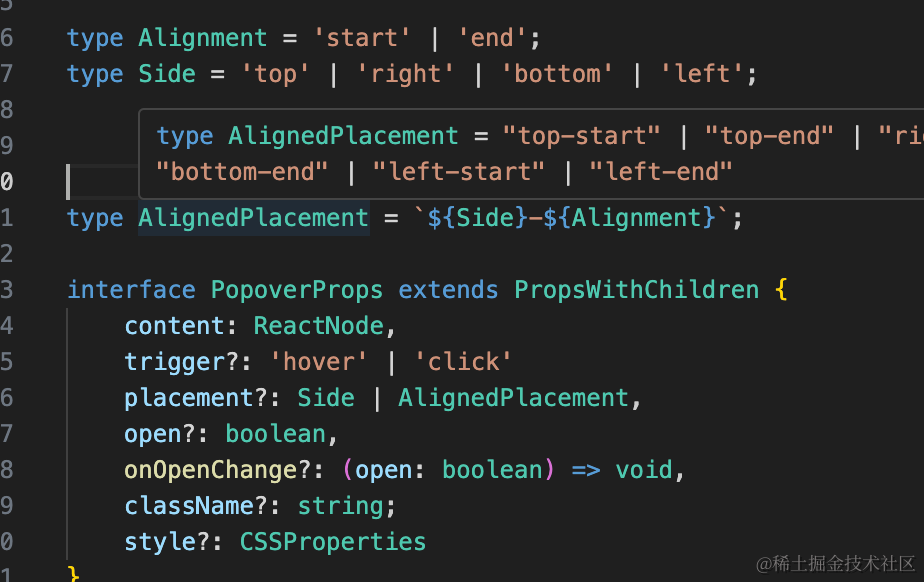 5
6 type Alignment = 'start' | 'end';
7 type Side = 'top' | 'right' | 'bottom' | 'left';
8
type AlignedPlacement = "top-start" | "top-end" | "ri
9
"bottom-end" | "left-start" | "left-end"
0
1 type AlignedPlacement = `${Side}-${Alignment}`;
2
3 interface PopoverProps extends PropsWithChildren {
4 content: ReactNode,
5 trigger?: 'hover' | 'click'
6 placement?: Side | AlignedPlacement,
7 open?: boolean,
8 onOpenChange?: (open: boolean) => void,
9 className?: string;
0 style?: CSSProperties
1 }
@稀土掘金技术社区